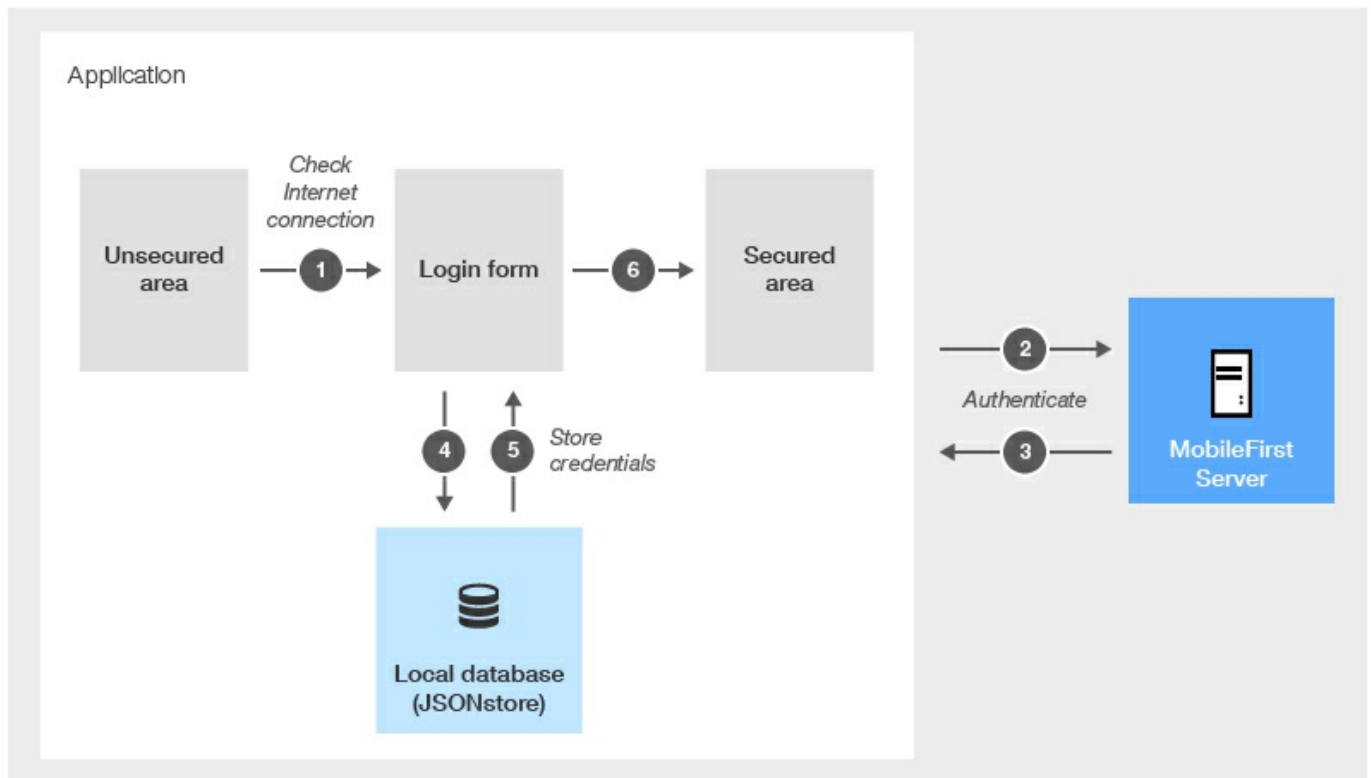 Application
Check
Internet
connection
Unsecured
area
1
Login form
6
Secured
area
2
Authenticate
3
MobileFirst
Server
4
5
Store
credentials
Local database
(JSONstore)